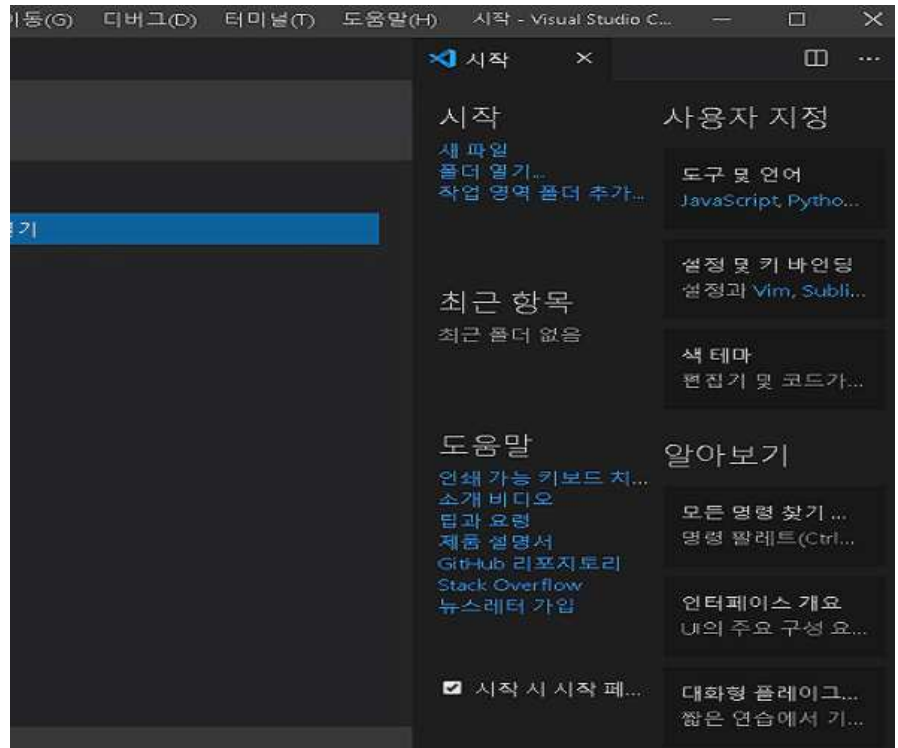 이동(G) 디버그(D) 터미널(T) 도움말(H) 시작 - Visual Studio C...
시작
시작
새 파일
폴더 열기...
작업 영역 폴더 추가...
기
최근 항목
최근 폴더 없음
도움말
인쇄 가능 키보드 치...
소개 비디오
팁과 요령
제품 설명서
GitHub 리포지토리
Stack Overflow
뉴스레터 가입
시작 시 시작 페...
사용자 지정
도구 및 언어
JavaScript, Pytho...
설정 및 키 바인딩
설정과 Vim, Subli...
색 테마
편집기 및 코드가...
알아보기
모든 명령 찾기 ...
명령 팔레트(Ctrl...
인터페이스 개요
UI의 주요 구성 요...
대화형 플레이그...
짧은 연습에서 기...